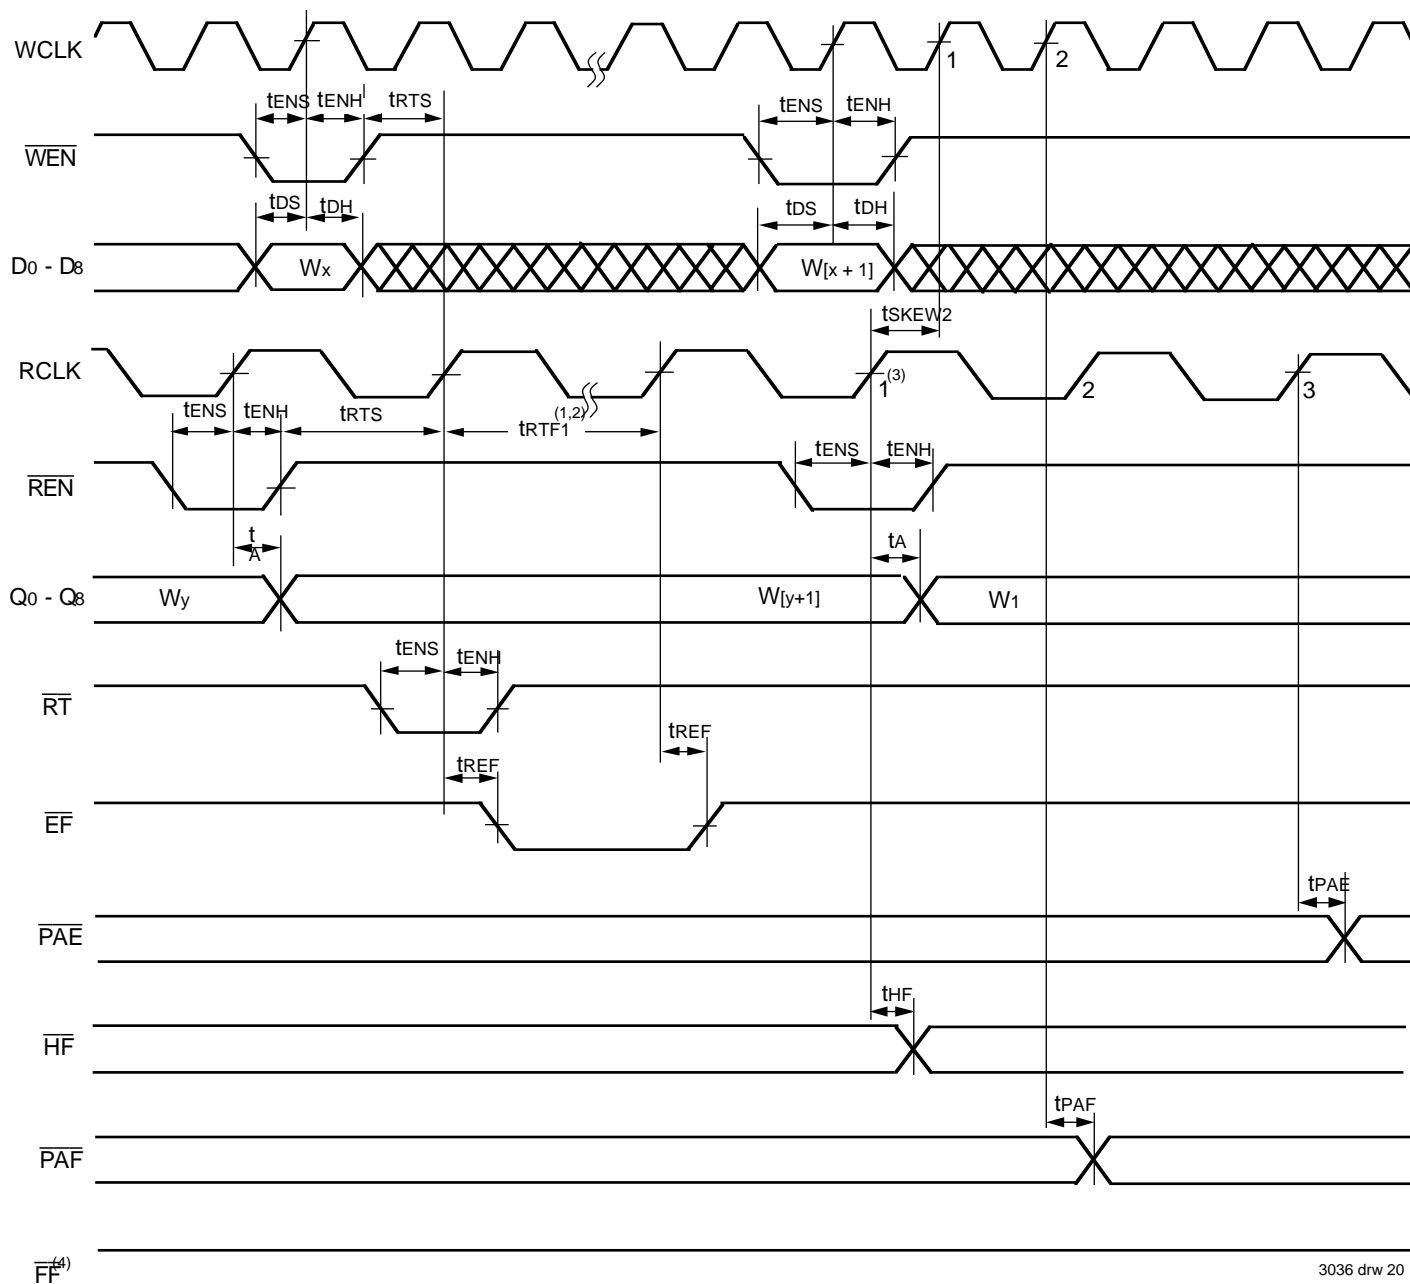 WCLK
1
2
tENS
tENH
tRTS
WEN
tENS
tENH
tDS
tDH
tDS
tDH
D0 - D8
Wx
W[x + 1]
tSKEW2
RCLK
1(3)
2
3
tENS
tENH
tRTS
tRTF1(1,2)
REN
tENS
tENH
tA
tA
Q0 - Q8
Wy
W[y+1]
W1
tENS
tENH
RT
tREF
tREF
EF
tPAE
PAE
tHF
HF
tPAF
PAF
FF(4)
3036 drw 20